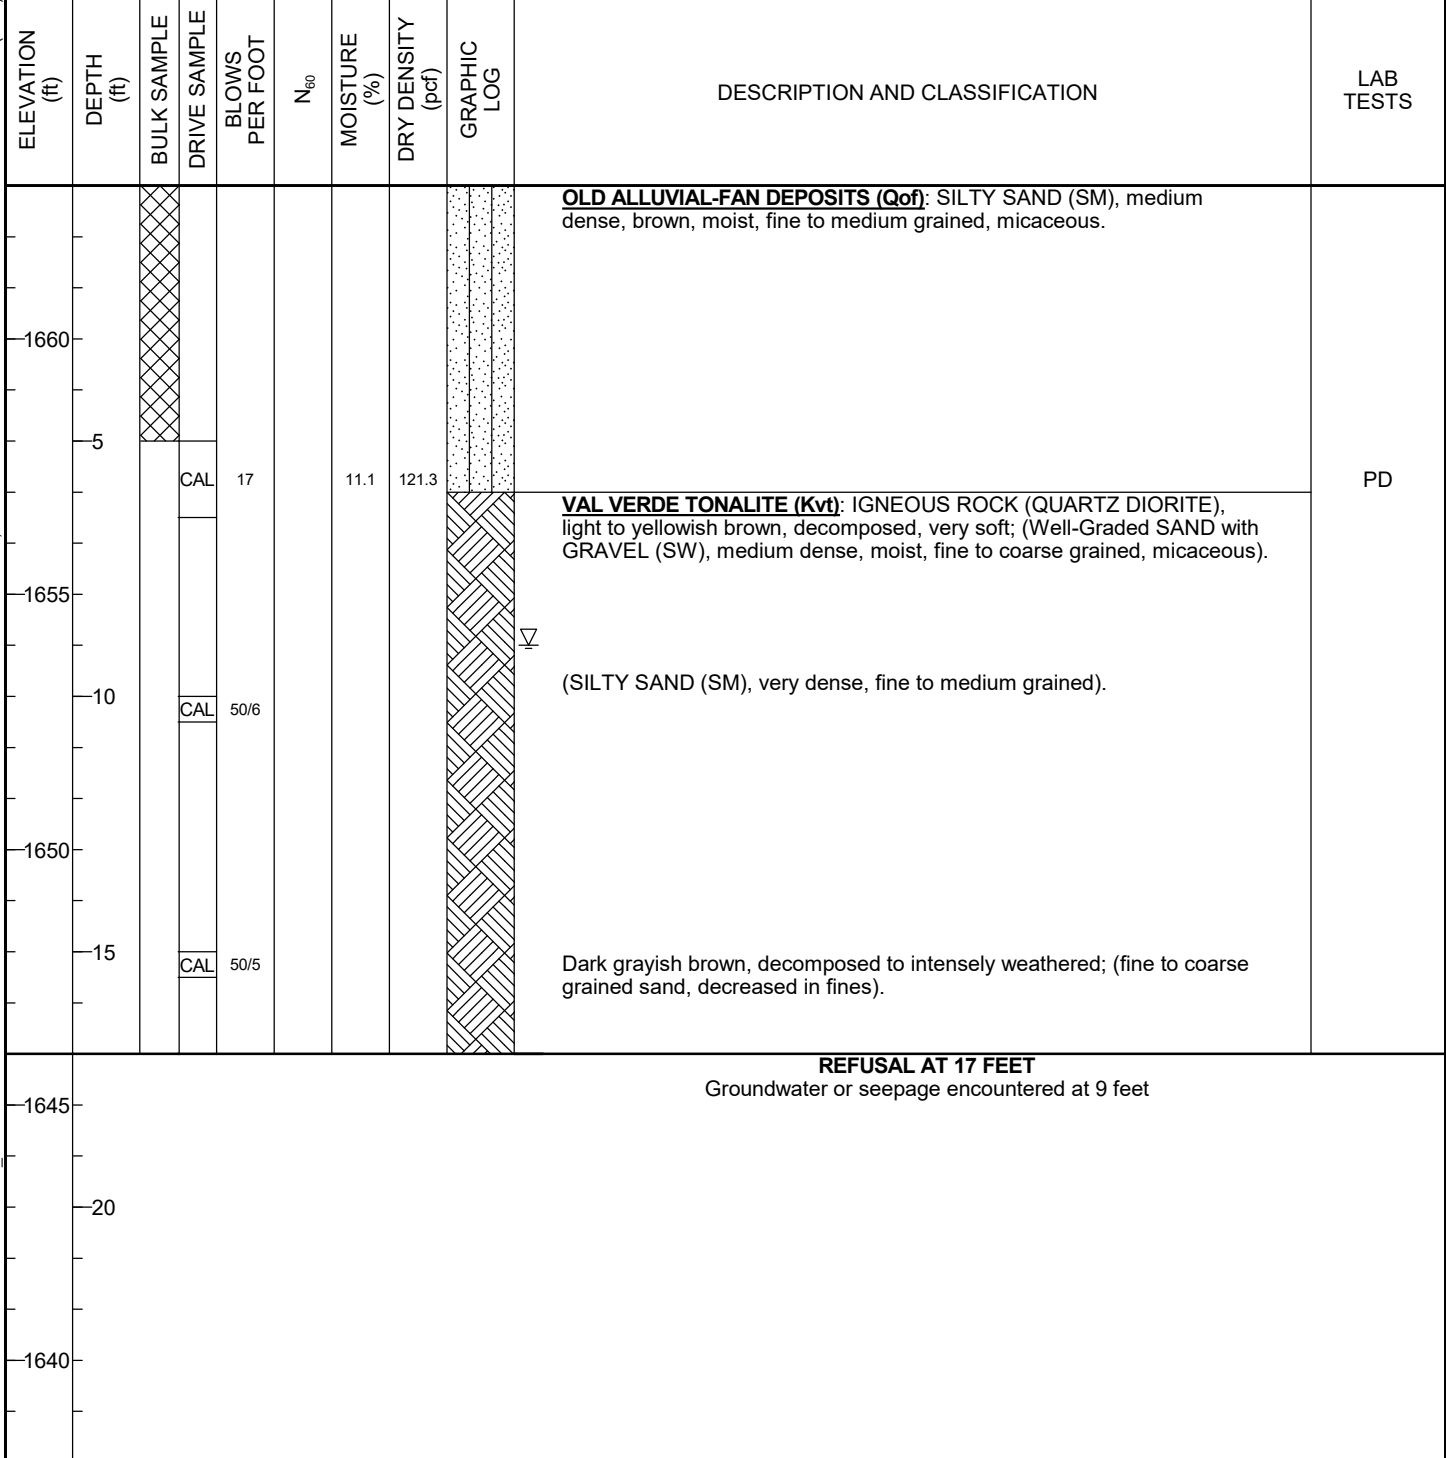 ELEVATION
(ft)
DEPTH
(ft)
BULK SAMPLE
DRIVE SAMPLE
BLOWS
PER FOOT
N60
MOISTURE
(%)
DRY DENSITY
(pcf)
GRAPHIC
LOG
DESCRIPTION AND CLASSIFICATION
LAB
TESTS
OLD ALLUVIAL-FAN DEPOSITS (Qof): SILTY SAND (SM), medium
dense, brown, moist, fine to medium grained, micaceous.
1660
5
CAL 17 11.1 121.3 PD
VAL VERDE TONALITE (Kvt): IGNEOUS ROCK (QUARTZ DIORITE),
light to yellowish brown, decomposed, very soft; (Well-Graded SAND with
GRAVEL (SW), medium dense, moist, fine to coarse grained, micaceous).
1655
(SILTY SAND (SM), very dense, fine to medium grained).
10
CAL 50/6
1650
15
CAL 50/5
Dark grayish brown, decomposed to intensely weathered; (fine to coarse
grained sand, decreased in fines).
REFUSAL AT 17 FEET
Groundwater or seepage encountered at 9 feet
1645
20
1640